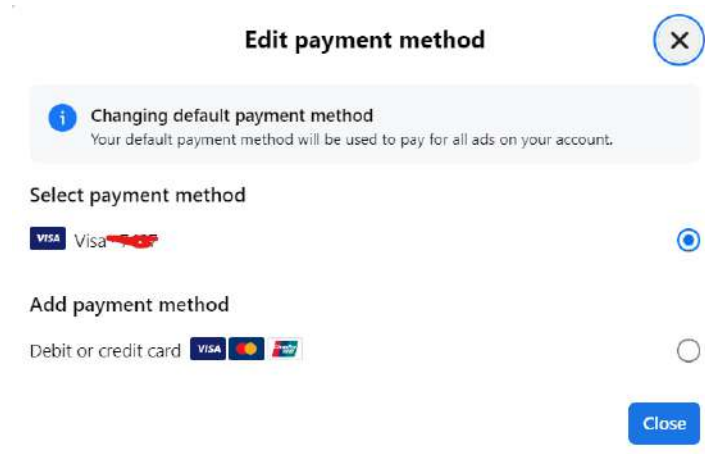 Edit payment method
Changing default payment method
Your default payment method will be used to pay for all ads on your account.
Select payment method
VISA Visa
Add payment method
Debit or credit card VISA
Close